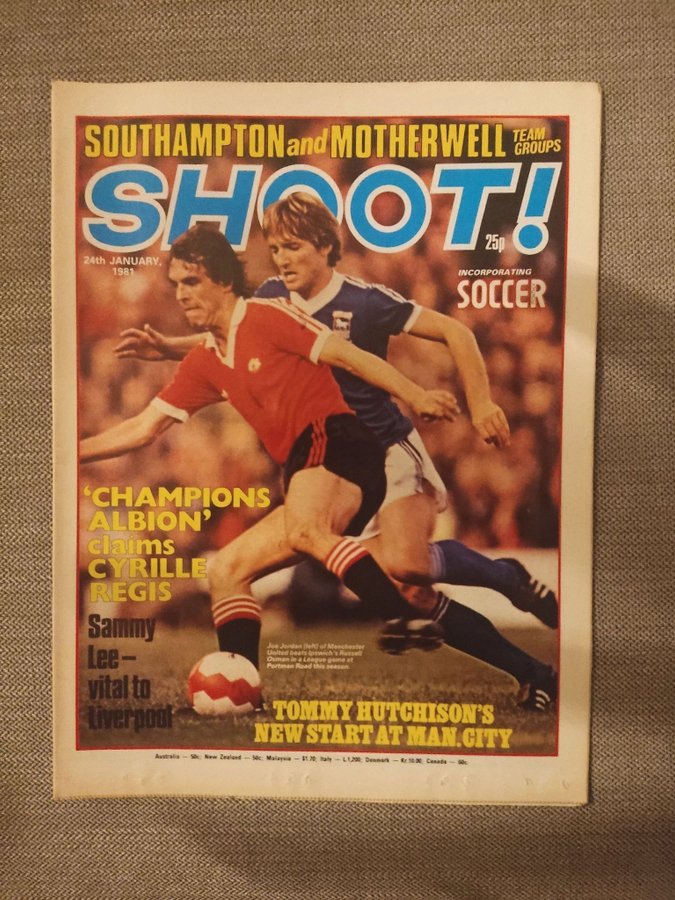 SOUTHAMPTON and MOTHERWELL TEAM GROUPS
SHOOT!
25p
24th JANUARY, 1981
INCORPORATING
SOCCER
'CHAMPIONS
ALBION'
claims
CYRILLE
REGIS
Sammy
Lee –
vital to
Liverpool
Joe Jordan (left) of Manchester
United beats Ipswich's Russell
Osman in a League game at
Portman Road this season.
TOMMY HUTCHISON'S
NEW START AT MAN. CITY
Australia — 50c; New Zealand — 50c; Malaysia — $1.70; Italy — L.1,200; Denmark — Kr.10.00; Canada — 60c.